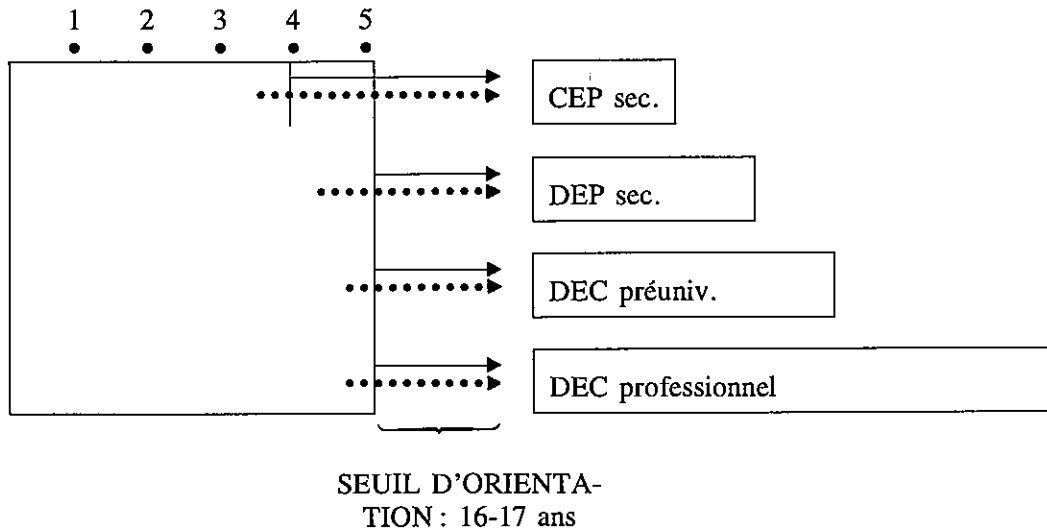 1 2 3 4 5
CEP sec.
DEP sec.
DEC préuniv.
DEC professionnel
SEUIL D'ORIENTA-
TION : 16-17 ans